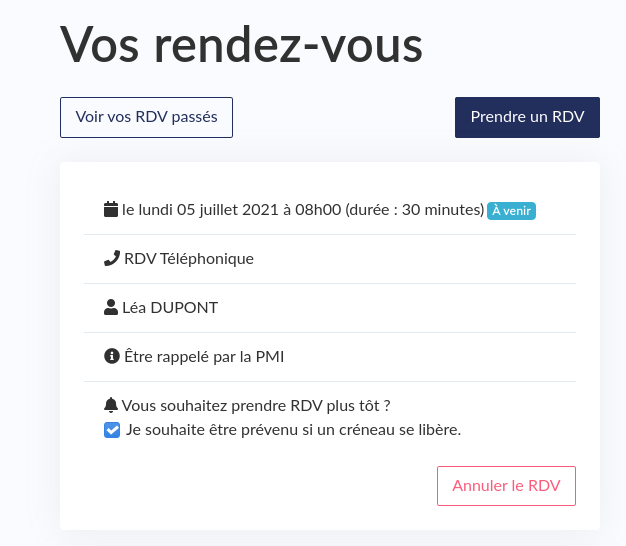 Vos rendez-vous
Voir vos RDV passés
Prendre un RDV
le lundi 05 juillet 2021 à 08h00 (durée : 30 minutes) À venir
RDV Téléphonique
Léa DUPONT
Être rappelé par la PMI
Vous souhaitez prendre RDV plus tôt ?
Je souhaite être prévenu si un créneau se libère.
Annuler le RDV